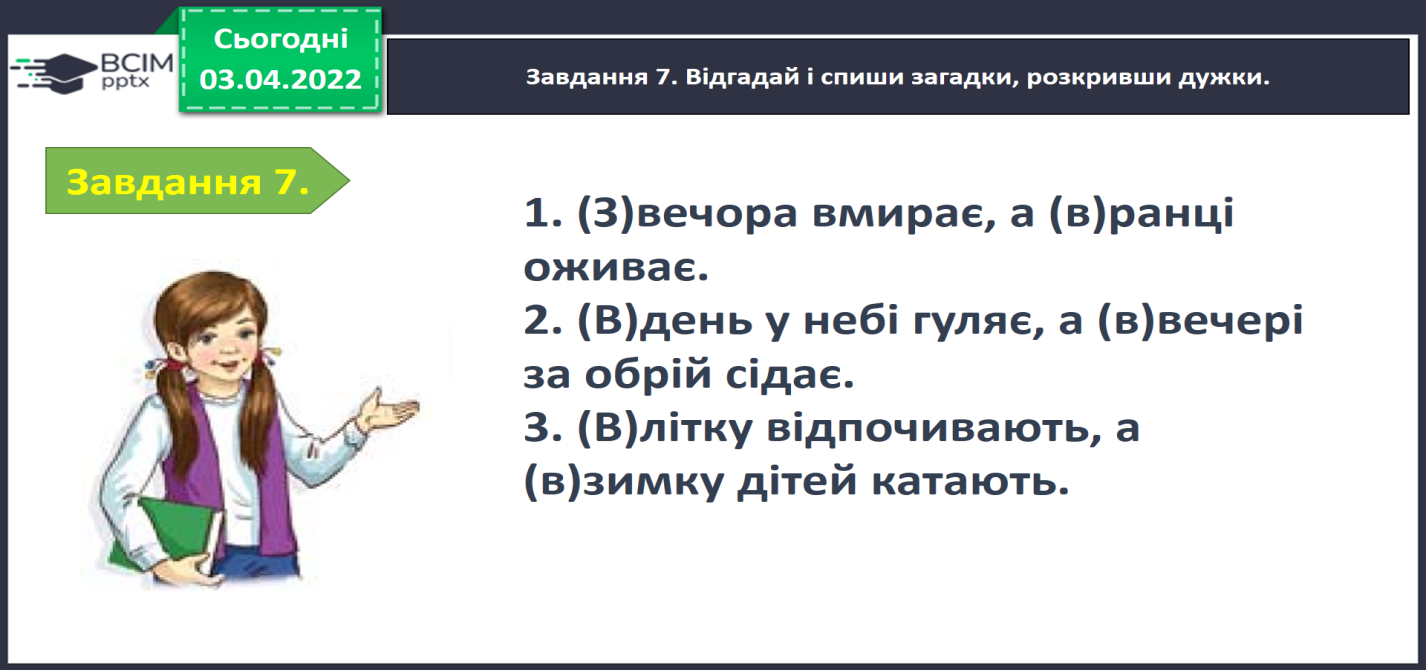 ВСІМ
pptx
Сьогодні
03.04.2022
Завдання 7. Відгадай і спиши загадки, розкривши дужки.
Завдання 7.
1. (З)вечора вмирає, а (в)ранці
оживає.
2. (В)день у небі гуляє, а (в)вечері
за обрій сідає.
3. (В)літку відпочивають, а
(в)зимку дітей катають.